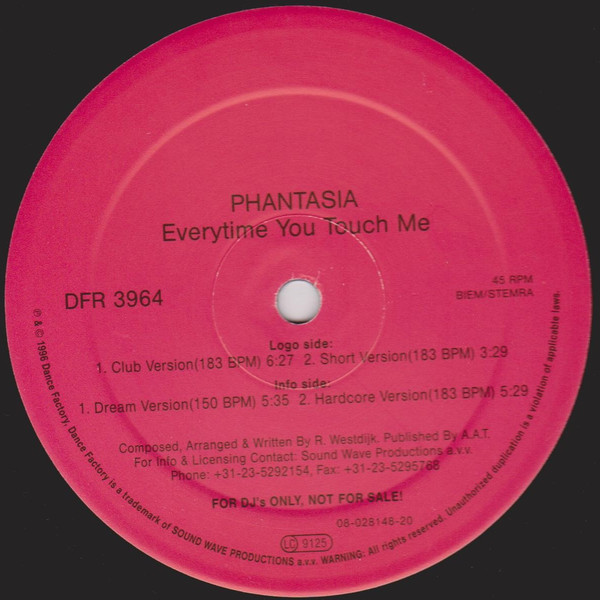 PHANTASIA
Everytime You Touch Me
DFR 3964
45 RPM
BIEM/STEMRA
Logo side:
1. Club Version(183 BPM) 6:27 2. Short Version(183 BPM) 3:29
Info side:
1. Dream Version(150 BPM) 5:35 2. Hardcore Version(183 BPM) 5:29
Composed, Arranged & Written By R. Westdijk. Published By A.A.T.
For Info & Licensing Contact: Sound Wave Productions a.v.v.
Phone: +31-23-5292154, Fax: +31-23-5295768
FOR DJ's ONLY, NOT FOR SALE!
08-028148-20
LC 9125
℗ & © 1996 Dance Factory, Dance Factory is a trademark of SOUND WAVE PRODUCTIONS a.v.v. WARNING: All rights reserved. Unauthorized duplication is a violation of applicable laws.